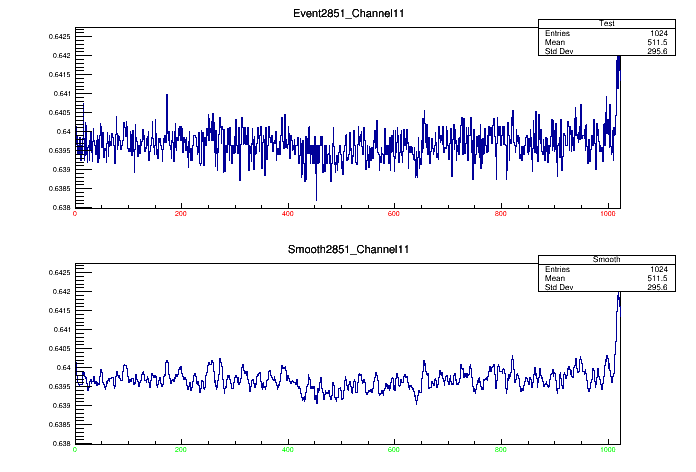 Event2851_Channel11
Test
Entries 1024
Mean 511.5
Std Dev 295.6
0.6425
0.642
0.6415
0.641
0.6405
0.64
0.6395
0.639
0.6385
0.638
0 200 400 600 800 1000
Smooth2851_Channel11
Smooth
Entries 1024
Mean 511.5
Std Dev 295.6
0.6425
0.642
0.6415
0.641
0.6405
0.64
0.6395
0.639
0.6385
0.638
0 200 400 600 800 1000